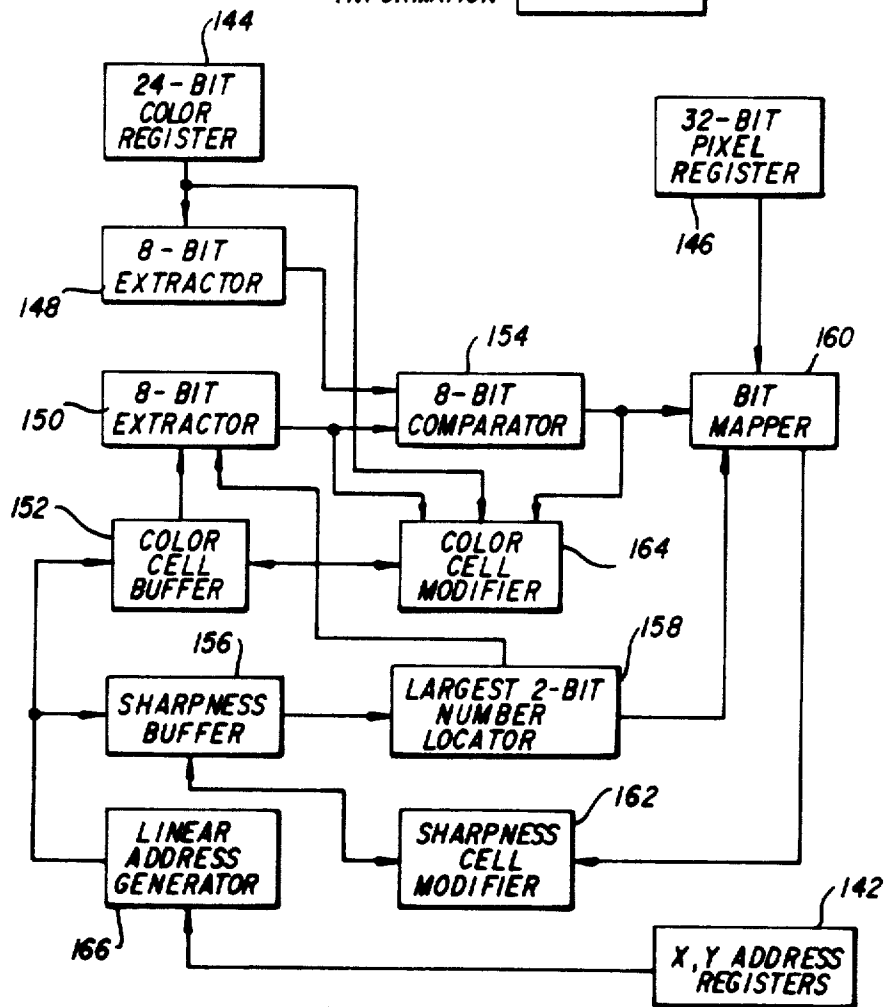 144
24-BIT
COLOR
REGISTER
32-BIT
PIXEL
REGISTER
146
8-BIT
EXTRACTOR
148
154
160
8-BIT
EXTRACTOR
150
8-BIT
COMPARATOR
BIT
MAPPER
152
COLOR
CELL
BUFFER
COLOR
CELL
MODIFIER
164
156
158
SHARPNESS
BUFFER
LARGEST 2-BIT
NUMBER
LOCATOR
162
LINEAR
ADDRESS
GENERATOR
SHARPNESS
CELL
MODIFIER
166
142
X,Y ADDRESS
REGISTERS